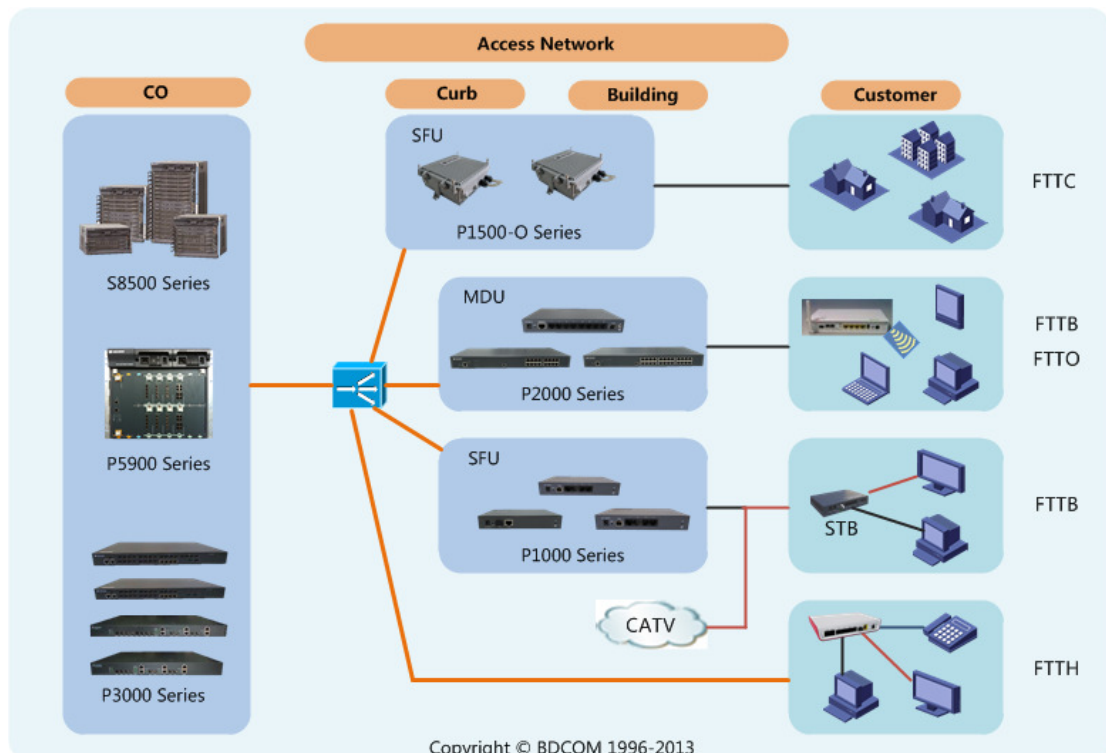 Access Network
CO
Curb
Building
Customer
S8500 Series
P5900 Series
P3000 Series
SFU
P1500-O Series
MDU
P2000 Series
SFU
P1000 Series
CATV
STB
FTTC
FTTB
FTTO
FTTB
FTTH
Copyright © BDCOM 1996-2013